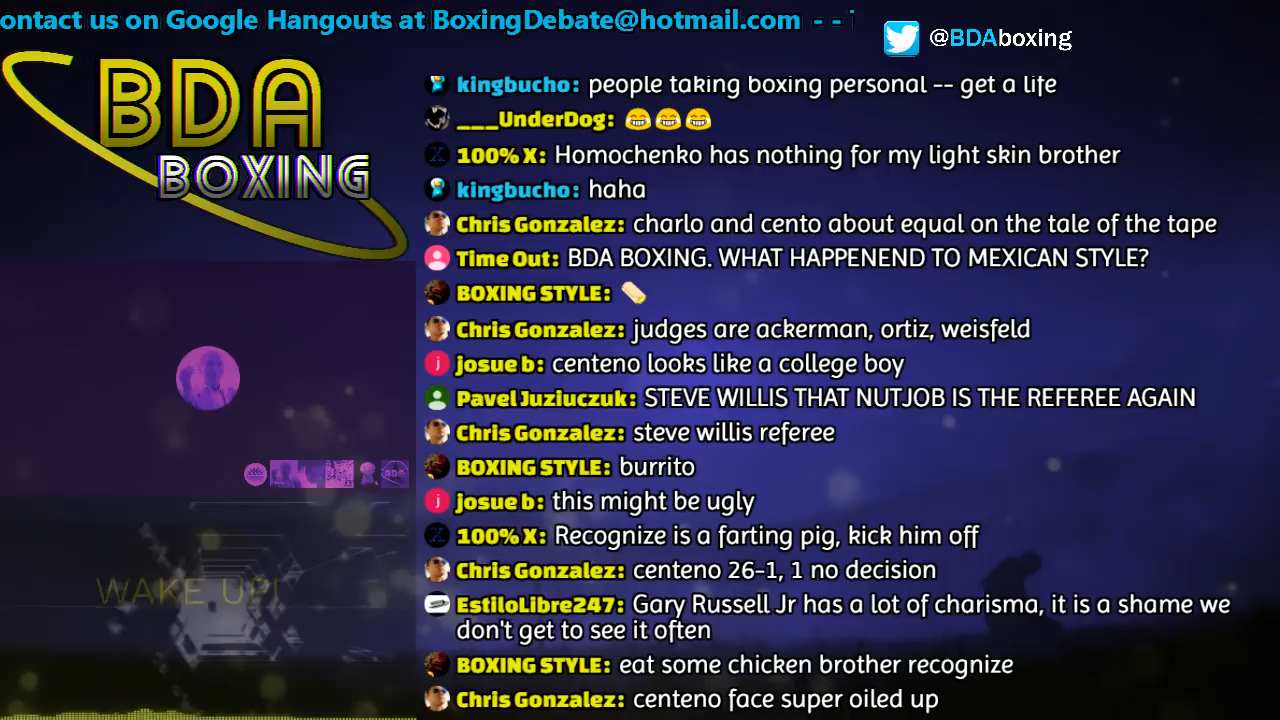 ontact us on Google Hangouts at BoxingDebate@hotmail.com - -
@BDAboxing
BDA
BOXING
kingbucho: people taking boxing personal -- get a life
___UnderDog: 😂😂😂
100% X: Homochenko has nothing for my light skin brother
kingbucho: haha
Chris Gonzalez: charlo and cento about equal on the tale of the tape
Time Out: BDA BOXING. WHAT HAPPENEND TO MEXICAN STYLE?
BOXING STYLE: 🌯
Chris Gonzalez: judges are ackerman, ortiz, weisfeld
josue b: centeno looks like a college boy
Pavel Juziuczuk: STEVE WILLIS THAT NUTJOB IS THE REFEREE AGAIN
Chris Gonzalez: steve willis referee
BOXING STYLE: burrito
josue b: this might be ugly
100% X: Recognize is a farting pig, kick him off
Chris Gonzalez: centeno 26-1, 1 no decision
EstiloLibre247: Gary Russell Jr has a lot of charisma, it is a shame we
don't get to see it often
BOXING STYLE: eat some chicken brother recognize
Chris Gonzalez: centeno face super oiled up
WAKE UP!